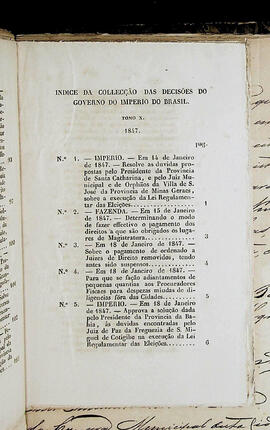 INDICE DA COLLECÇÃO DAS DECISÕES DO
GOVERNO DO IMPERIO DO BRASIL.
TOMO X.
1847.
Pag.
N.º 1. — IMPERIO. — Em 14 de Janeiro
de 1847. — Resolve as duvidas pro-
postas pelo Presidente da Provincia
de Santa Catharina, e pelo Juiz Mu-
nicipal e de Orphãos da Villa de S.
José da Provincia de Minas Geraes,
sobre a execução da Lei Regulamen-
tar das Eleições. 1
N.º 2. — FAZENDA. — Em 15 de Janeiro
de 1847. — Determinando o modo
de fazer effectivo o pagamento dos
direitos a que são obrigados os luga-
res de Magistratura. 3
N.º 3. — Em 18 de Janeiro de 1847. —
Sobre o pagamento de ordenado a
Juizes de Direito removidos, tendo
antes sido suspensos. 4
N.º 4. — Em 18 de Janeiro de 1847. —
Para que se fação adiantamentos de
pequenas quantias aos Procuradores
Fiscaes para despezas miudas de di-
ligencias fóra das Cidades. 5
N.º 5. — IMPERIO. — Em 18 de Janeiro
de 1847. — Approva a solução dada
pelo Presidente da Provincia da Ba-
hia, ás duvidas encontradas pelo
Juiz de Paz da Freguezia de S. Mi-
guel de Cotigibe na execução da Lei
Regulamentar das Eleições. 6